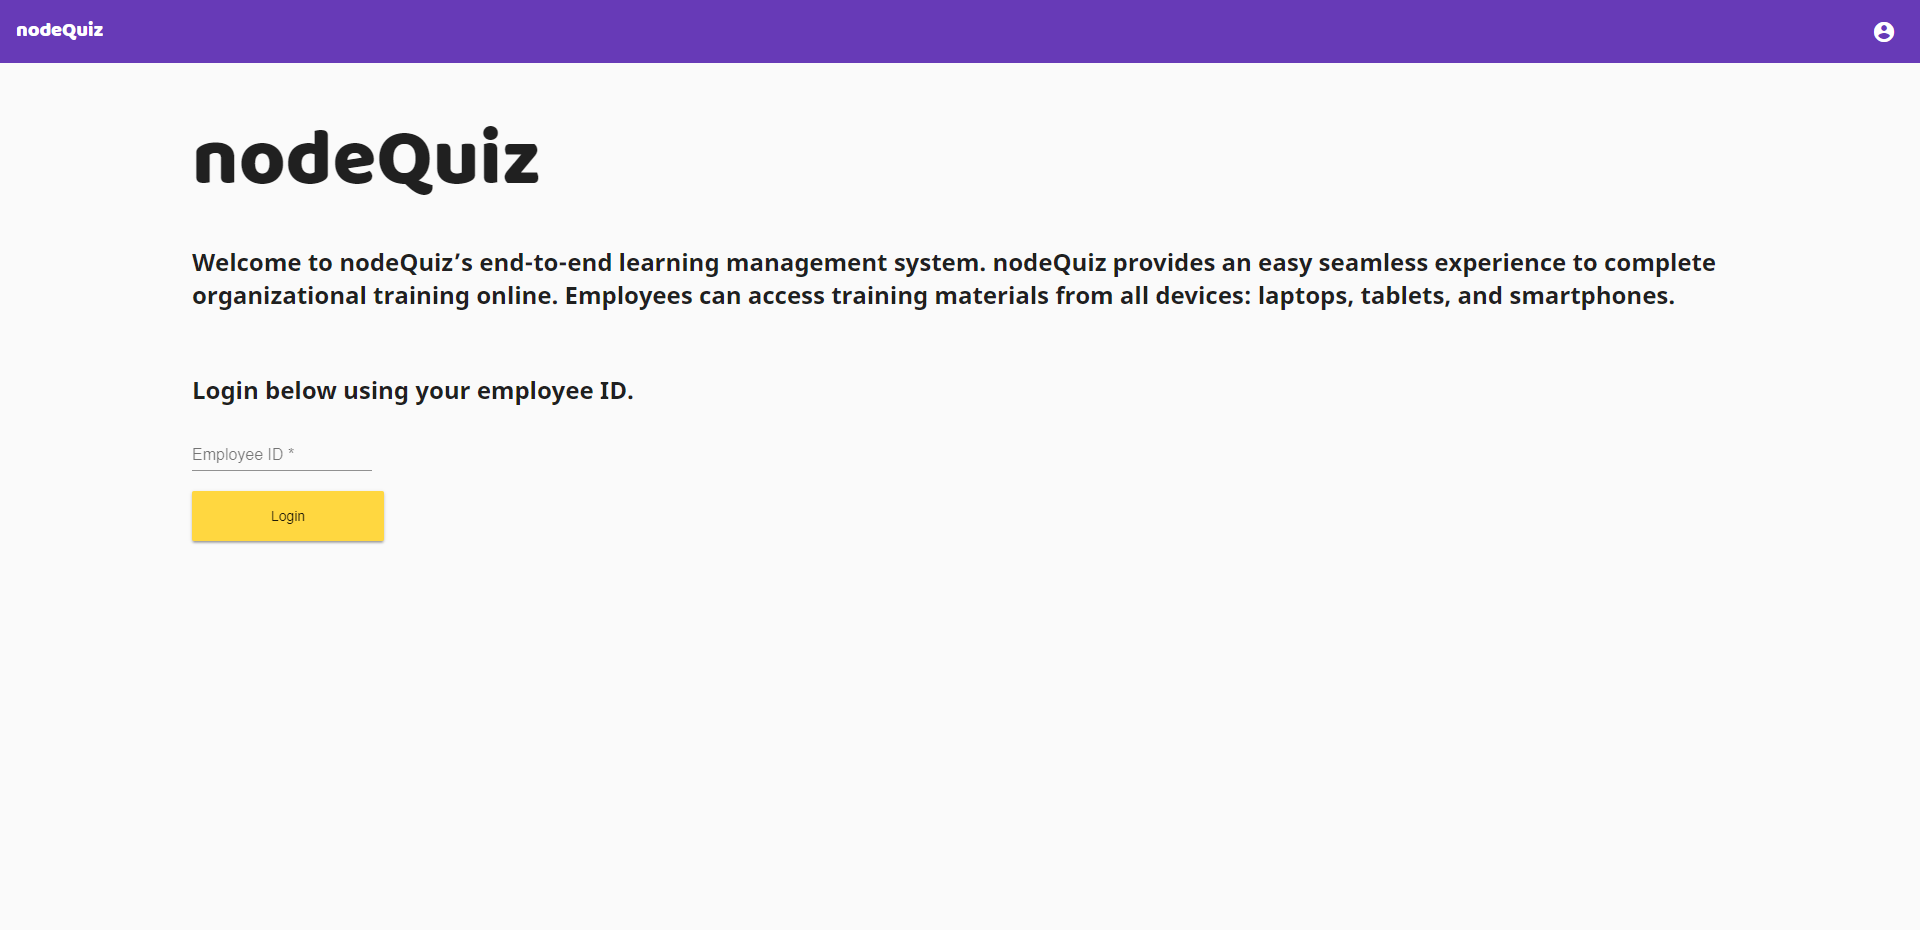 nodeQuiz
nodeQuiz
Welcome to nodeQuiz’s end-to-end learning management system. nodeQuiz provides an easy seamless experience to complete
organizational training online. Employees can access training materials from all devices: laptops, tablets, and smartphones.
Login below using your employee ID.
Employee ID *
Login